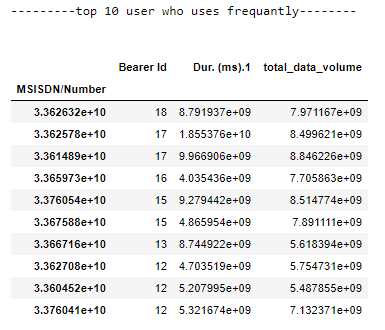 ---------top 10 user who uses frequantly--------
Bearer Id Dur. (ms).1 total_data_volume
MSISDN/Number
3.362632e+10 18 8.791937e+09 7.971167e+09
3.362578e+10 17 1.855376e+10 8.499621e+09
3.361489e+10 17 9.966906e+09 8.846226e+09
3.365973e+10 16 4.035436e+09 7.705863e+09
3.376054e+10 15 9.279442e+09 8.514774e+09
3.367588e+10 15 4.865954e+09 7.891111e+09
3.366716e+10 13 8.744922e+09 5.618394e+09
3.362708e+10 12 4.703519e+09 5.754731e+09
3.360452e+10 12 5.207995e+09 5.487855e+09
3.376041e+10 12 5.321674e+09 7.132371e+09